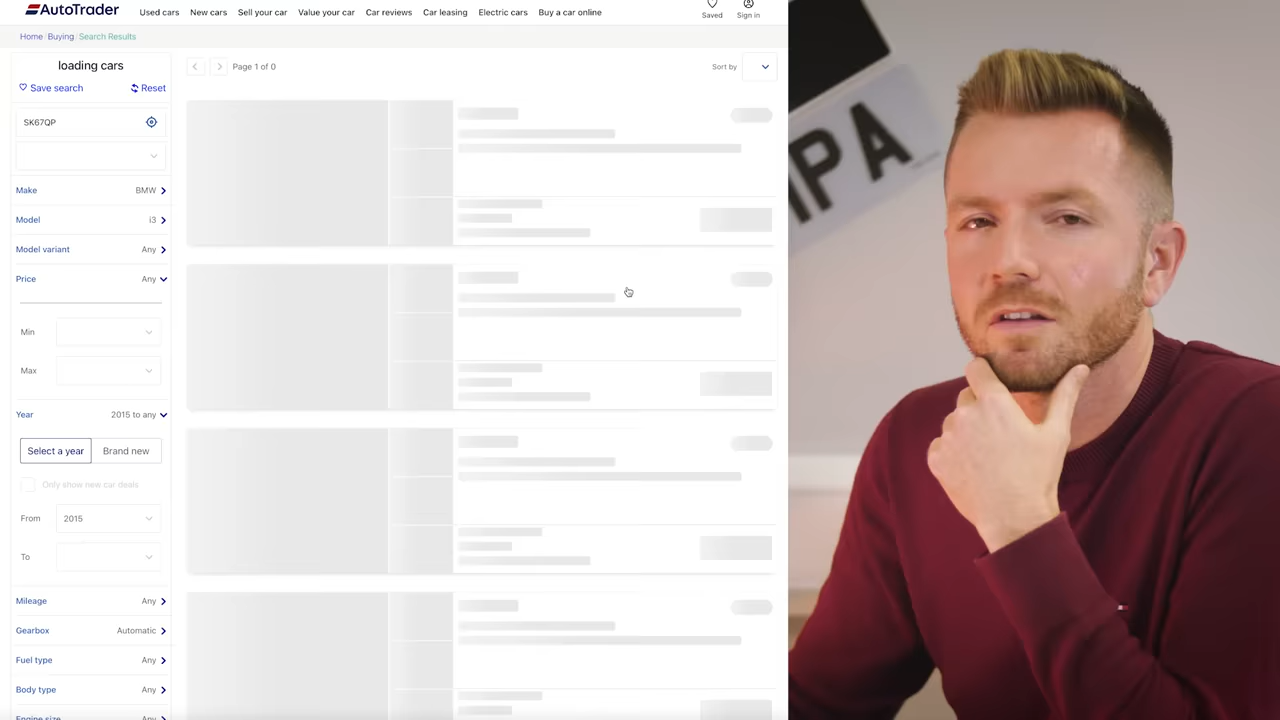 AutoTrader
Used cars New cars Sell your car Value your car Car reviews Car leasing Electric cars Buy a car online
Saved Sign in
Home Buying Search Results
loading cars
Save search Reset
SK67QP
Make BMW
Model i3
Model variant Any
Price Any
Min
Max
Year 2015 to any
Select a year Brand new
Only show new car deals
From 2015
To
Mileage Any
Gearbox Automatic
Fuel type Any
Body type Any
Engine size Any
Page 1 of 0
Sort by
PA